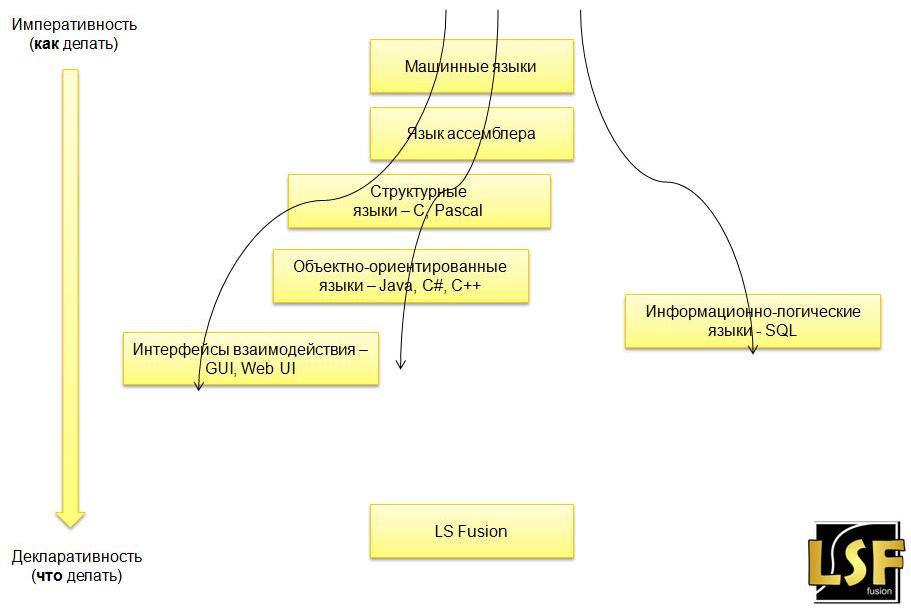 Императивность
(как делать)
Машинные языки
Язык ассемблера
Структурные
языки – С, Pascal
Объектно-ориентированные
языки – Java, C#, C++
Информационно-логические
языки - SQL
Интерфейсы взаимодействия –
GUI, Web UI
LS Fusion
Декларативность
(что делать)
LSF
fusion